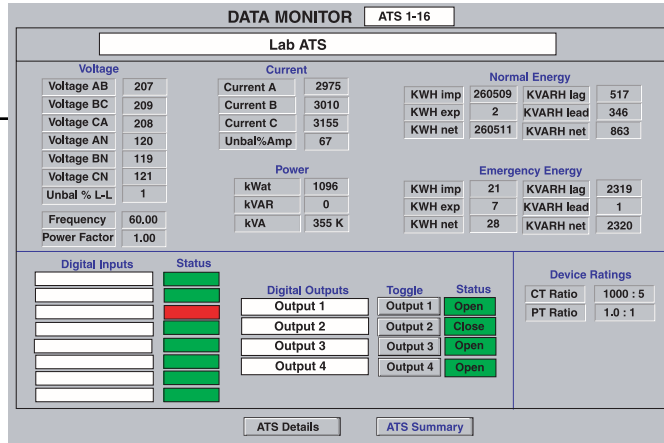 DATA MONITOR ATS 1-16
Lab ATS
Voltage
Voltage AB 207
Voltage BC 209
Voltage CA 208
Voltage AN 120
Voltage BN 119
Voltage CN 121
Unbal % L-L 1
Frequency 60,00
Power Factor 1.00
Current
Current A 2975
Current B 3010
Current C 3155
Unbal%Amp 67
Power
kWat 1096
kVAR 0
kVA 355 K
Normal Energy
KWH imp 260509 KVARH lag 517
KWH exp 2 KVARH lead 346
KWH net 260511 KVARH net 863
Emergency Energy
KWH imp 21 KVARH lag 2319
KWH exp 7 KVARH lead 1
KWH net 28 KVARH net 2320
Digital Inputs Status
Digital Outputs Toggle Status
Output 1 Output 1 Open
Output 2 Output 2 Close
Output 3 Output 3 Open
Output 4 Output 4 Open
Device Ratings
CT Ratio 1000 : 5
PT Ratio 1.0 : 1
ATS Details ATS Summary